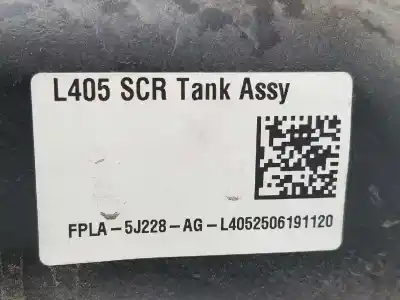 L405 SCR Tank Assy
FPLA-5J228-AG-L4052506191120